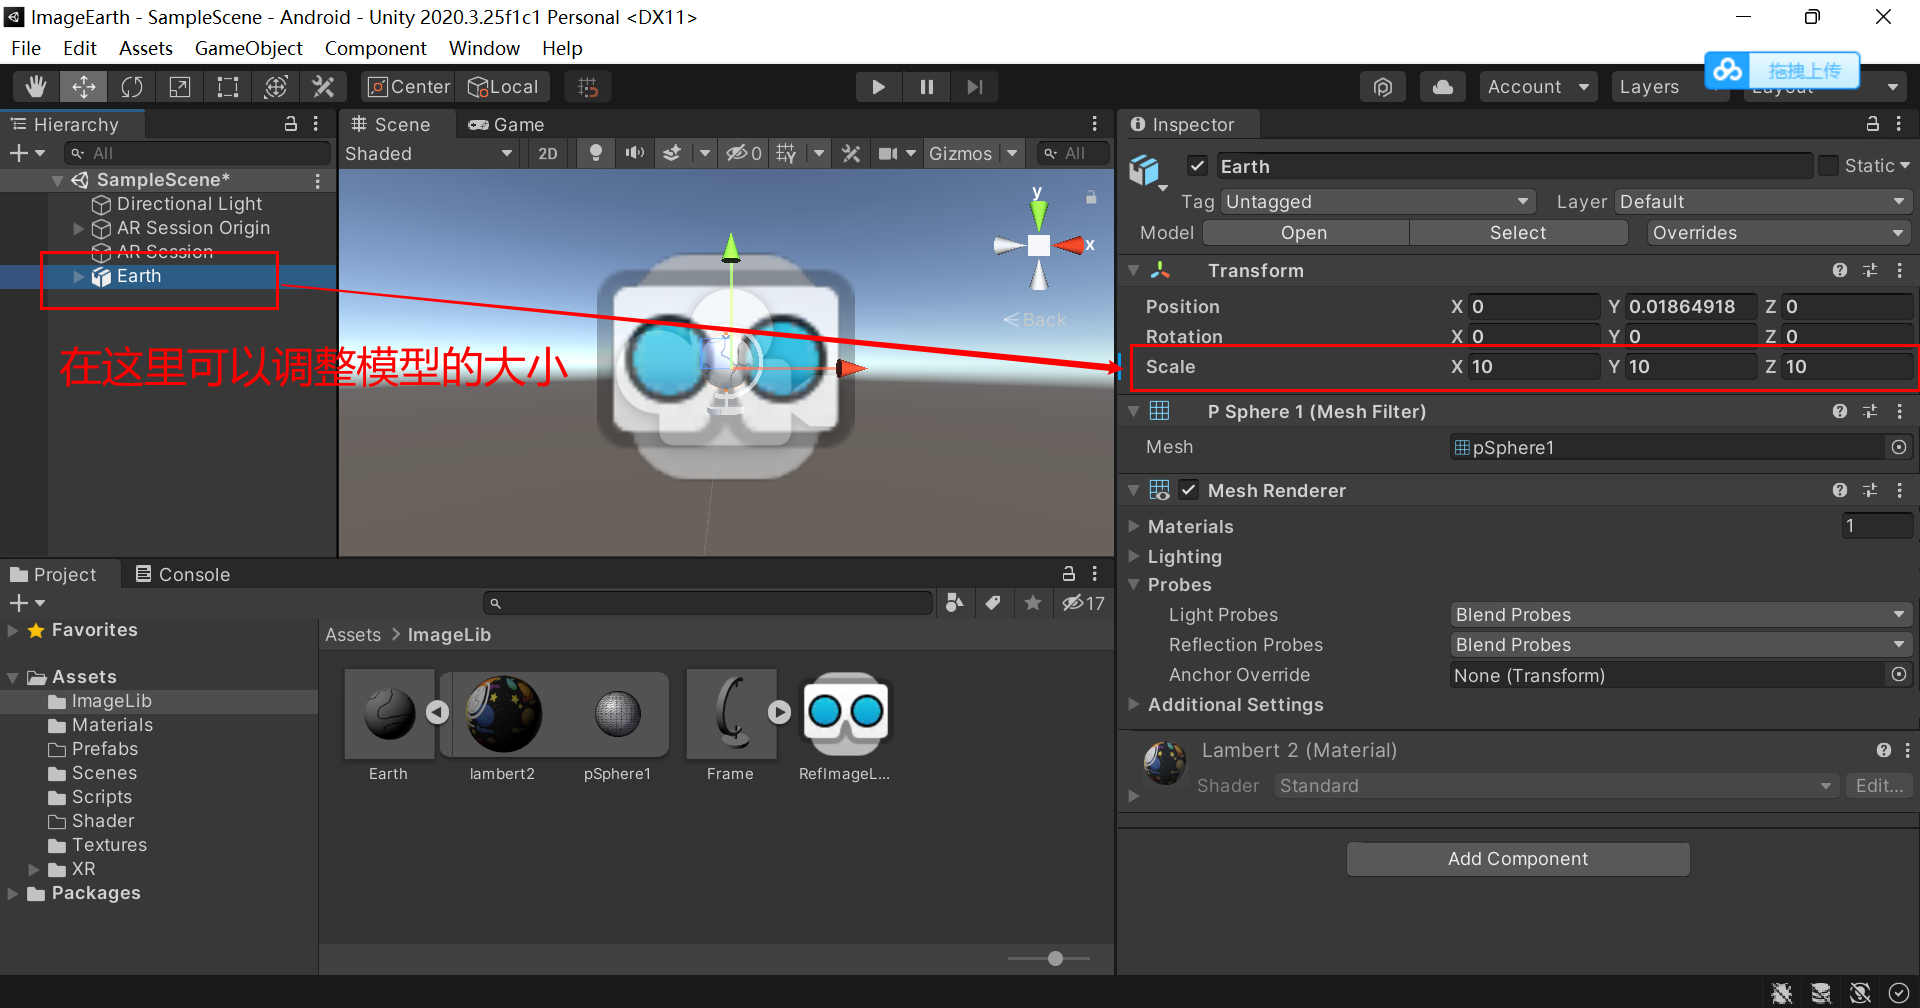 ImageEarth - SampleScene - Android - Unity 2020.3.25f1c1 Personal <DX11>
File Edit Assets GameObject Component Window Help
拖拽上传
Center Local Account Layers Layout
Hierarchy
All
SampleScene*
Directional Light
AR Session Origin
AR Session
Earth
Scene Game
Shaded 2D 0 Gizmos All
y
x
Back
在这里可以调整模型的大小
Inspector
Earth Static
Tag Untagged Layer Default
Model Open Select Overrides
Transform
Position X 0 Y 0.01864918 Z 0
Rotation X 0 Y 0 Z 0
Scale X 10 Y 10 Z 10
P Sphere 1 (Mesh Filter)
Mesh pSphere1
Mesh Renderer
Materials 1
Lighting
Probes
Light Probes Blend Probes
Reflection Probes Blend Probes
Anchor Override None (Transform)
Additional Settings
Lambert 2 (Material)
Shader Standard Edit...
Add Component
Project Console
17
Favorites
Assets
ImageLib
Materials
Prefabs
Scenes
Scripts
Shader
Textures
XR
Packages
Assets > ImageLib
Earth lambert2 pSphere1 Frame RefImageL...